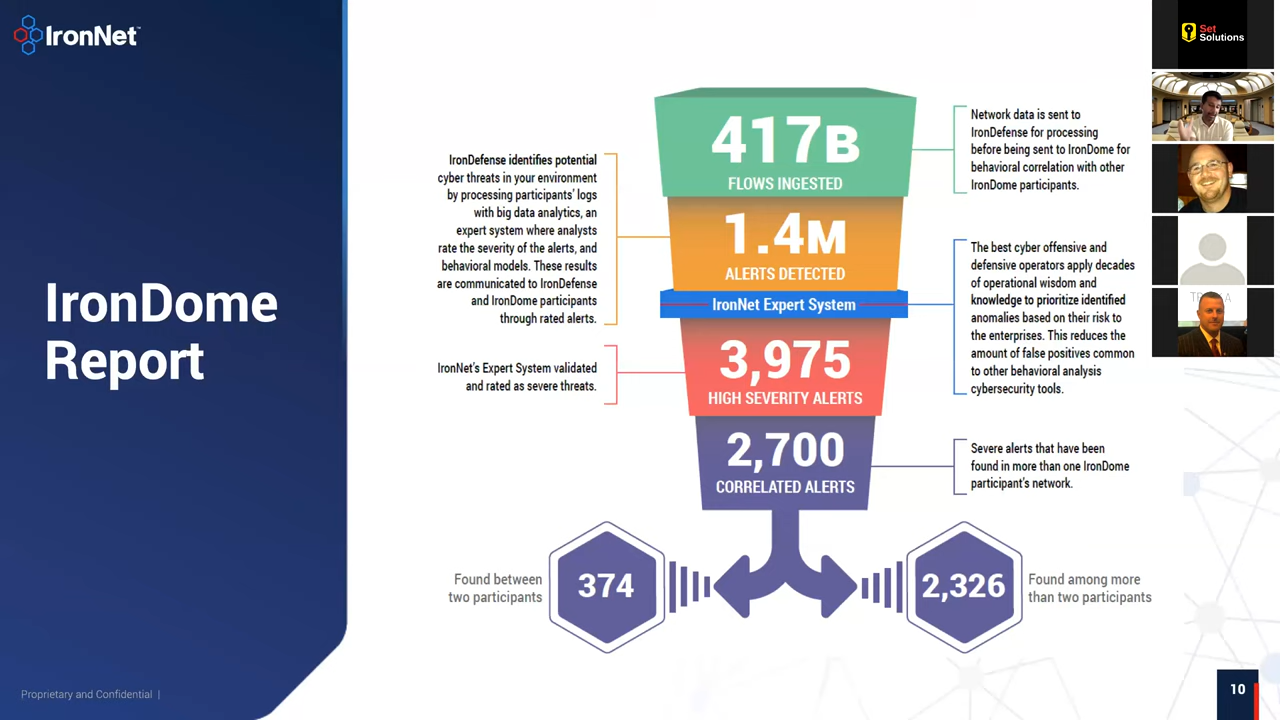 IronNet™
IronDome
Report
Proprietary and Confidential |
IronDefense identifies potential
cyber threats in your environment
by processing participants' logs
with big data analytics, an
expert system where analysts
rate the severity of the alerts, and
behavioral models. These results
are communicated to IronDefense
and IronDome participants
through rated alerts.
IronNet's Expert System validated
and rated as severe threats.
417B
FLOWS INGESTED
1.4M
ALERTS DETECTED
IronNet Expert System
3,975
HIGH SEVERITY ALERTS
2,700
CORRELATED ALERTS
Network data is sent to
IronDefense for processing
before being sent to IronDome for
behavioral correlation with other
IronDome participants.
The best cyber offensive and
defensive operators apply decades
of operational wisdom and
knowledge to prioritize identified
anomalies based on their risk to
the enterprises. This reduces the
amount of false positives common
to other behavioral analysis
cybersecurity tools.
Severe alerts that have been
found in more than one IronDome
participant's network.
Found between
two participants
374
2,326
Found among more
than two participants
10
Set
Solutions